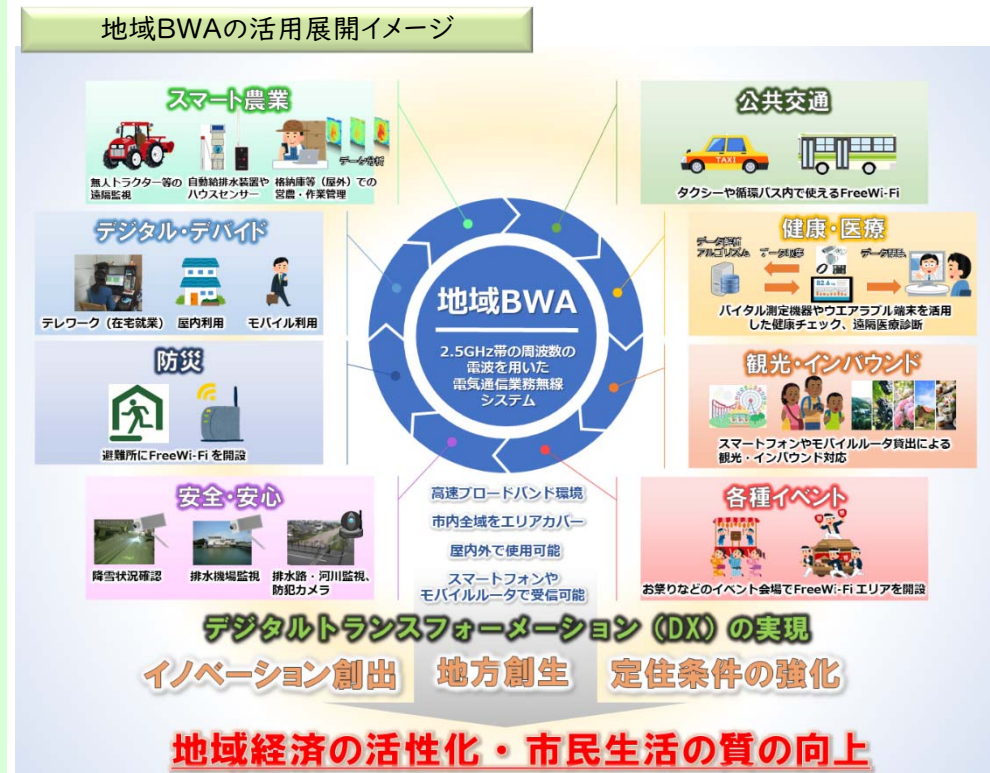 地域BWAの活用展開イメージ
スマート農業
データ分析
無人トラクター等の
遠隔監視
自動給排水装置や
ハウスセンサー
格納庫等（屋外）での
営農・作業管理
公共交通
TAXI
タクシーや循環バス内で使えるFreeWi-Fi
デジタル・デバイド
テレワーク（在宅就業）
屋内利用
モバイル利用
健康・医療
アルゴリズム
バイタル測定機器やウエアラブル端末を活用
した健康チェック、遠隔医療診断
地域BWA
2.5GHz帯の周波数の
電波を用いた
電気通信業務無線
システム
防災
避難所にFreeWi-Fi を開設
観光・インバウンド
スマートフォンやモバイルルータ貸出による
観光・インバウンド対応
安全・安心
降雪状況確認
排水機場監視
排水路・河川監視、
防犯カメラ
高速ブロードバンド環境
市内全域をエリアカバー
屋内外で使用可能
スマートフォンや
モバイルルータで受信可能
各種イベント
お祭りなどのイベント会場でFreeWi-Fiエリアを開設
デジタルトランスフォーメーション（DX）の実現
イノベーション創出
地方創生
定住条件の強化
地域経済の活性化・市民生活の質の向上